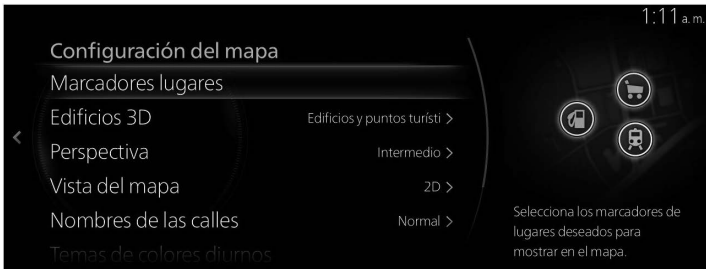 1:11 a. m.
Configuración del mapa
Marcadores lugares
Edificios 3D
Edificios y puntos turísti >
Perspectiva
Intermedio >
Vista del mapa
2D >
Nombres de las calles
Normal >
Temas de colores diurnos
Selecciona los marcadores de
lugares deseados para
mostrar en el mapa.